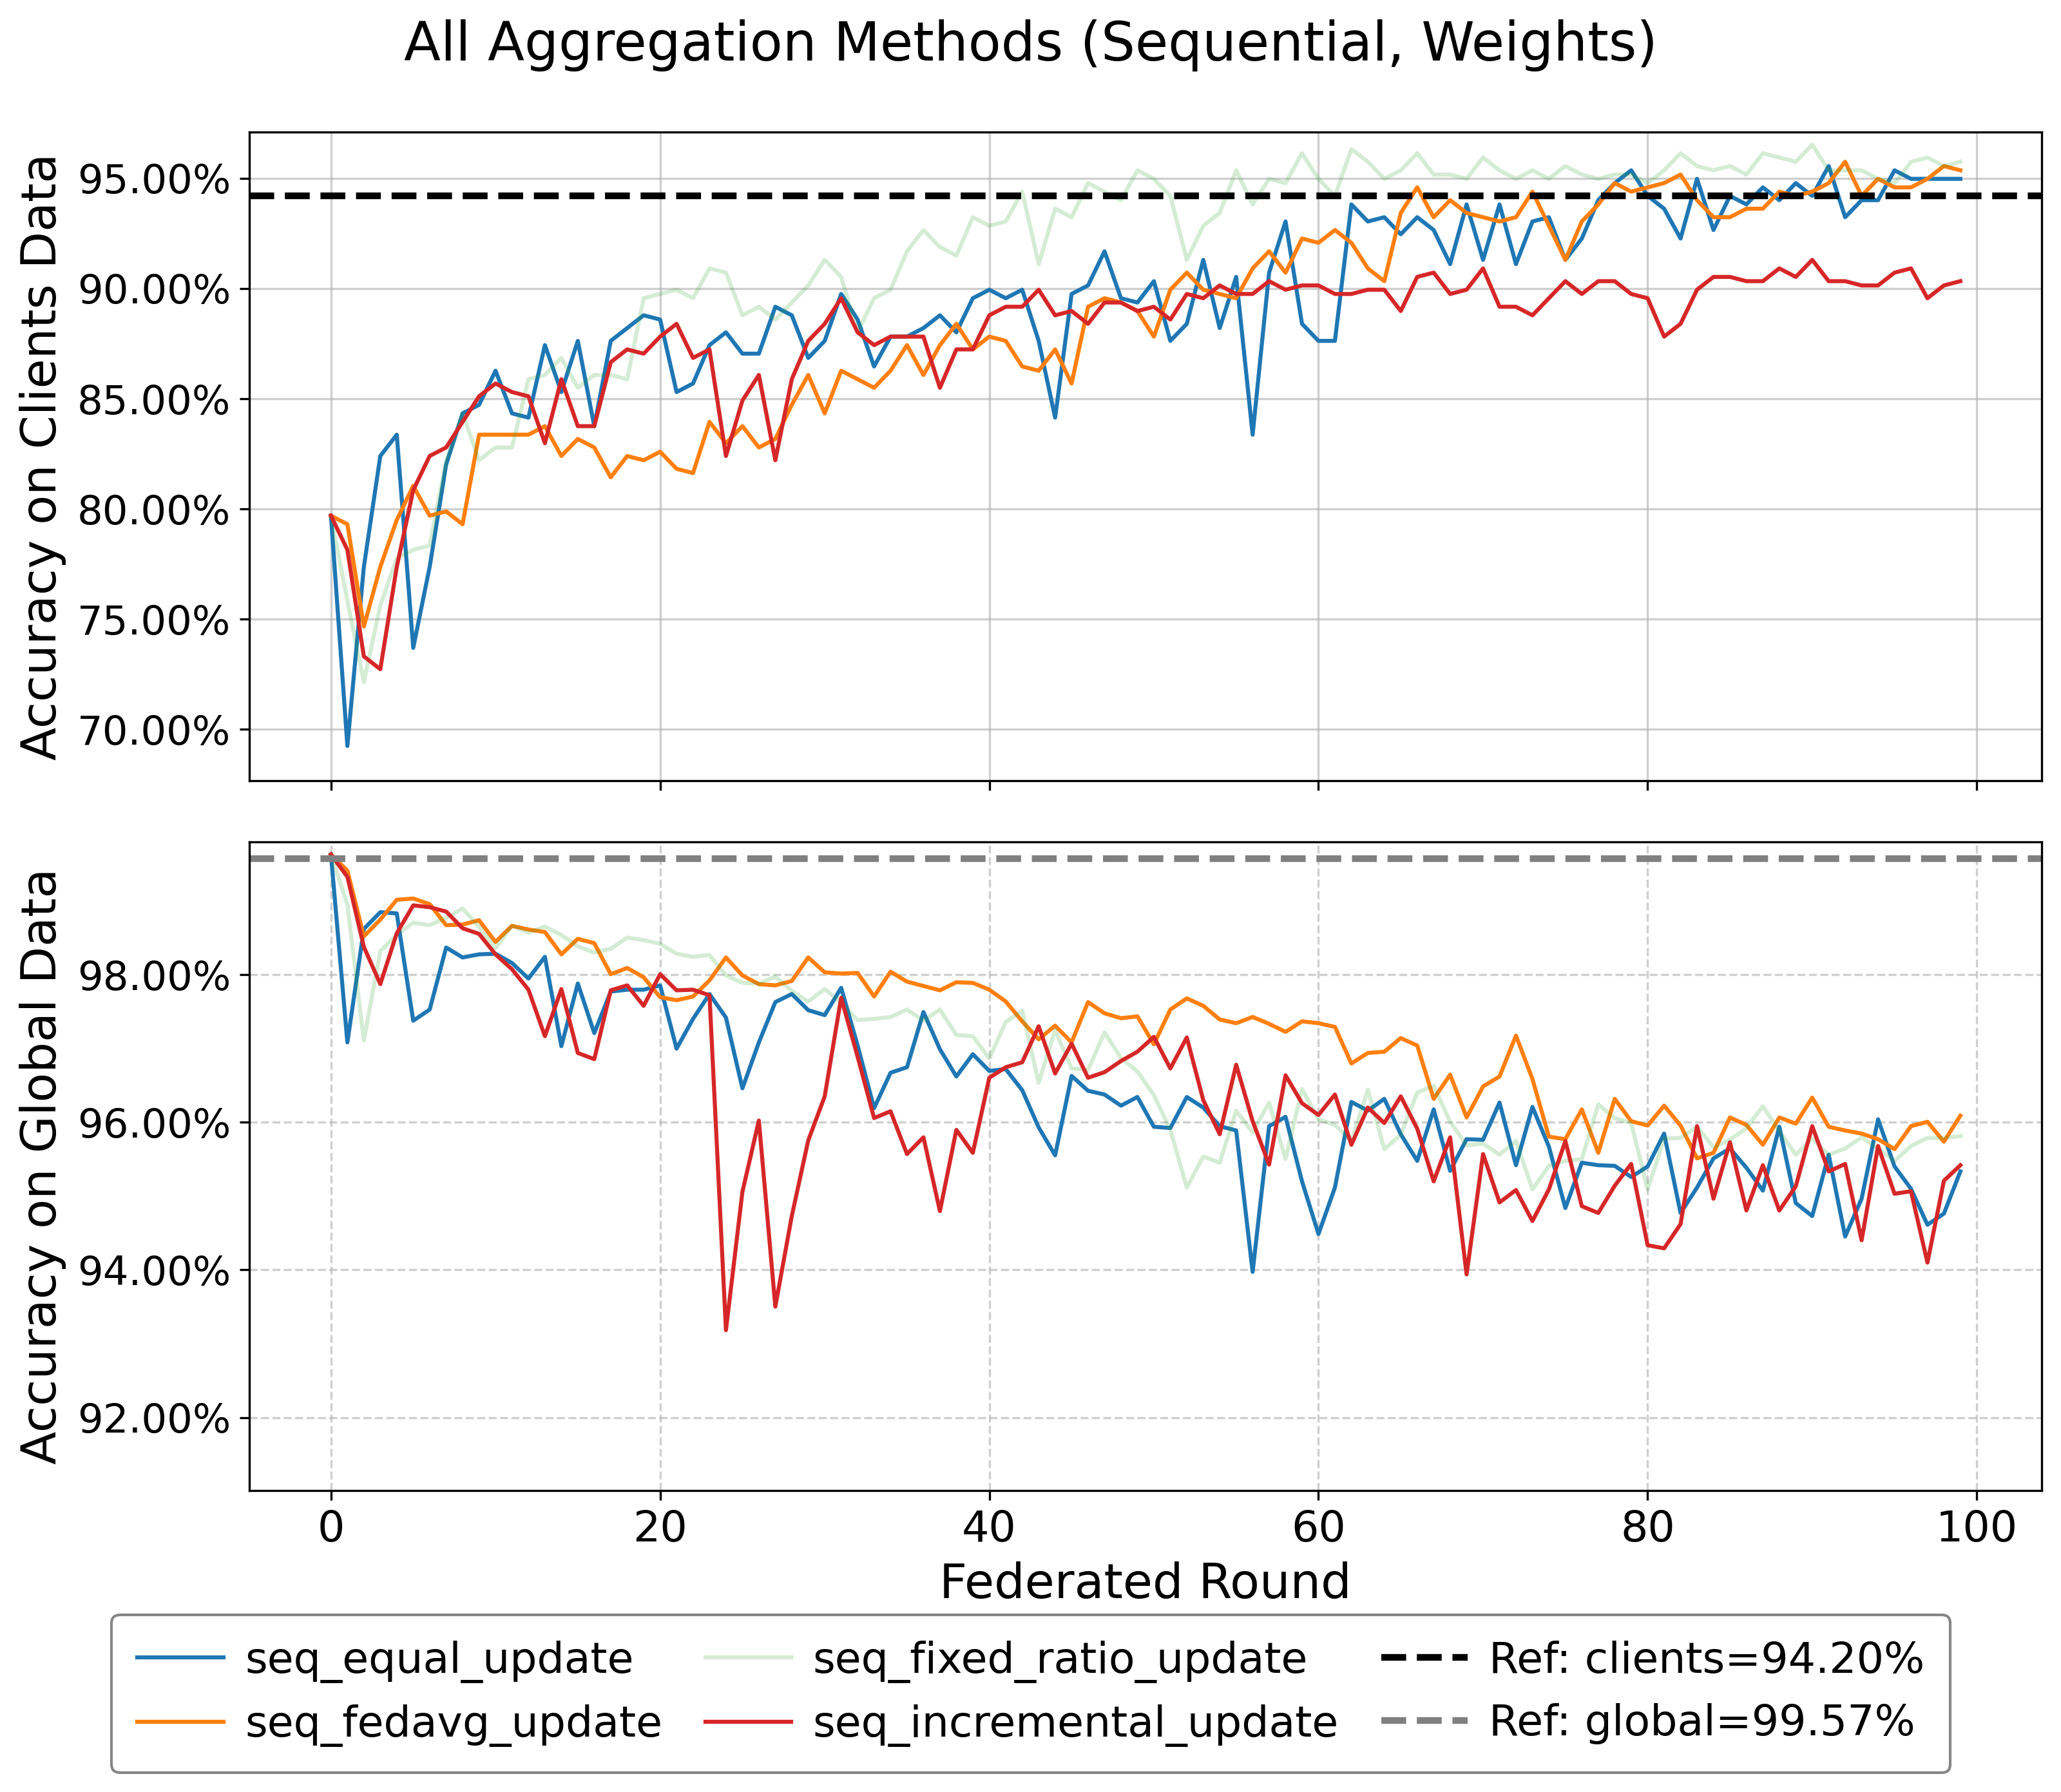 All Aggregation Methods (Sequential, Weights)
Accuracy on Clients Data
95.00%
90.00%
85.00%
80.00%
75.00%
70.00%
Accuracy on Global Data
98.00%
96.00%
94.00%
92.00%
0 20 40 60 80 100
Federated Round
seq_equal_update seq_fixed_ratio_update Ref: clients=94.20%
seq_fedavg_update seq_incremental_update Ref: global=99.57%